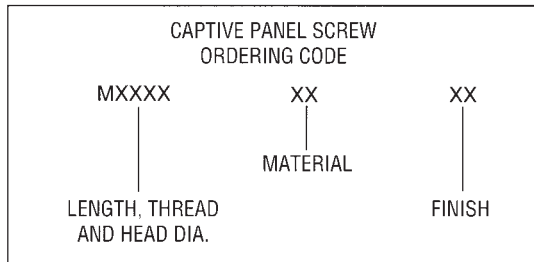 CAPTIVE PANEL SCREW
ORDERING CODE
MXXXX XX XX
MATERIAL
LENGTH, THREAD FINISH
AND HEAD DIA.